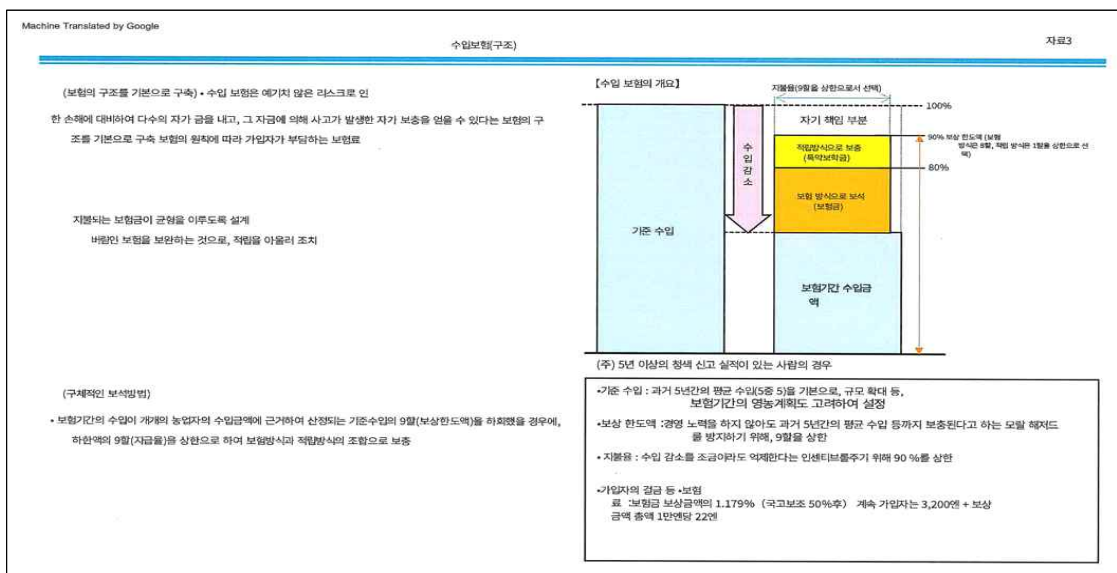 Machine Translated by Google
수입보험(구조)
자료3
(보험의 구조를 기본으로 구축) • 수입 보험은 예기치 않은 리스크로 인
한 손해에 대비하여 다수의 자가 금을 내고, 그 자금에 의해 사고가 발생한 자가 보충을 얻을 수 있다는 보험의 구
조를 기본으로 구축 보험의 원칙에 따라 가입자가 부담하는 보험료
지불되는 보험금이 균형을 이루도록 설계
버림인 보험을 보완하는 것으로, 적립을 아울러 조치
(구체적인 보석방법)
• 보험기간의 수입이 개개의 농업자의 수입금액에 근거하여 산정되는 기준수입의 9할(보상한도액)을 하회했을 경우에,
하한액의 9할(지급율)을 상한으로 하여 보험방식과 적립방식의 조합으로 보충
【수입 보험의 개요】
지불율(9할을 상한으로서 선택)
100%
자기 책임 부분
90% 보상 한도액 (보험
방식은 8할, 적립 방식은 1할을 상한으로 선
택)
적립방식으로 보충
(특약보학금)
80%
수입감소
보험 방식으로 보석
(보험금)
기준 수입
보험기간 수입금
액
(주) 5년 이상의 청색 신고 실적이 있는 사람의 경우
•기준 수입 : 과거 5년간의 평균 수입(5중 5)을 기본으로, 규모 확대 등,
보험기간의 영농계획도 고려하여 설정
•보상 한도액 :경영 노력을 하지 않아도 과거 5년간의 평균 수입 등까지 보충된다고 하는 모랄 해저드
를 방지하기 위해, 9할을 상한
• 지불율 : 수입 감소를 조금이라도 억제한다는 인센티브를주기 위해 90 %를 상한
•가입자의 걸금 등 •보험
료 :보험금 보상금액의 1.179% (국고보조 50%후) 계속 가입자는 3,200엔 + 보상
금액 총액 1만엔당 22엔